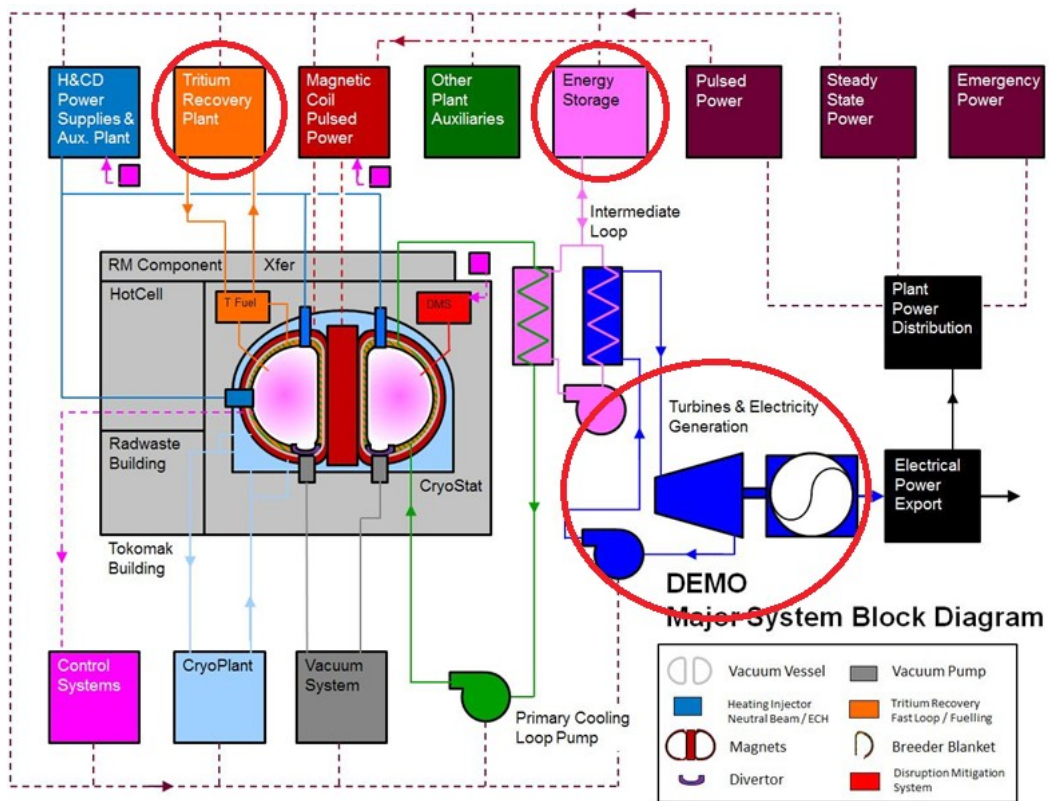 H&CD
Power
Supplies &
Aux. Plant
Tritium
Recovery
Plant
Magnetic
Coil
Pulsed
Power
Other
Plant
Auxiliaries
Energy
Storage
Pulsed
Power
Steady
State
Power
Emergency
Power
Intermediate
Loop
RM Component
Xfer
HotCell
T Fuel
DMS
Plant
Power
Distribution
Turbines & Electricity
Generation
Radwaste
Building
CryoStat
Electrical
Power
Export
Tokomak
Building
DEMO
Major System Block Diagram
Control
Systems
CryoPlant
Vacuum
System
Primary Cooling
Loop Pump
Vacuum Vessel
Vacuum Pump
Heating Injector
Neutral Beam / ECH
Tritium Recovery
Fast Loop / Fuelling
Magnets
Breeder Blanket
Divertor
Disruption Mitigation
System